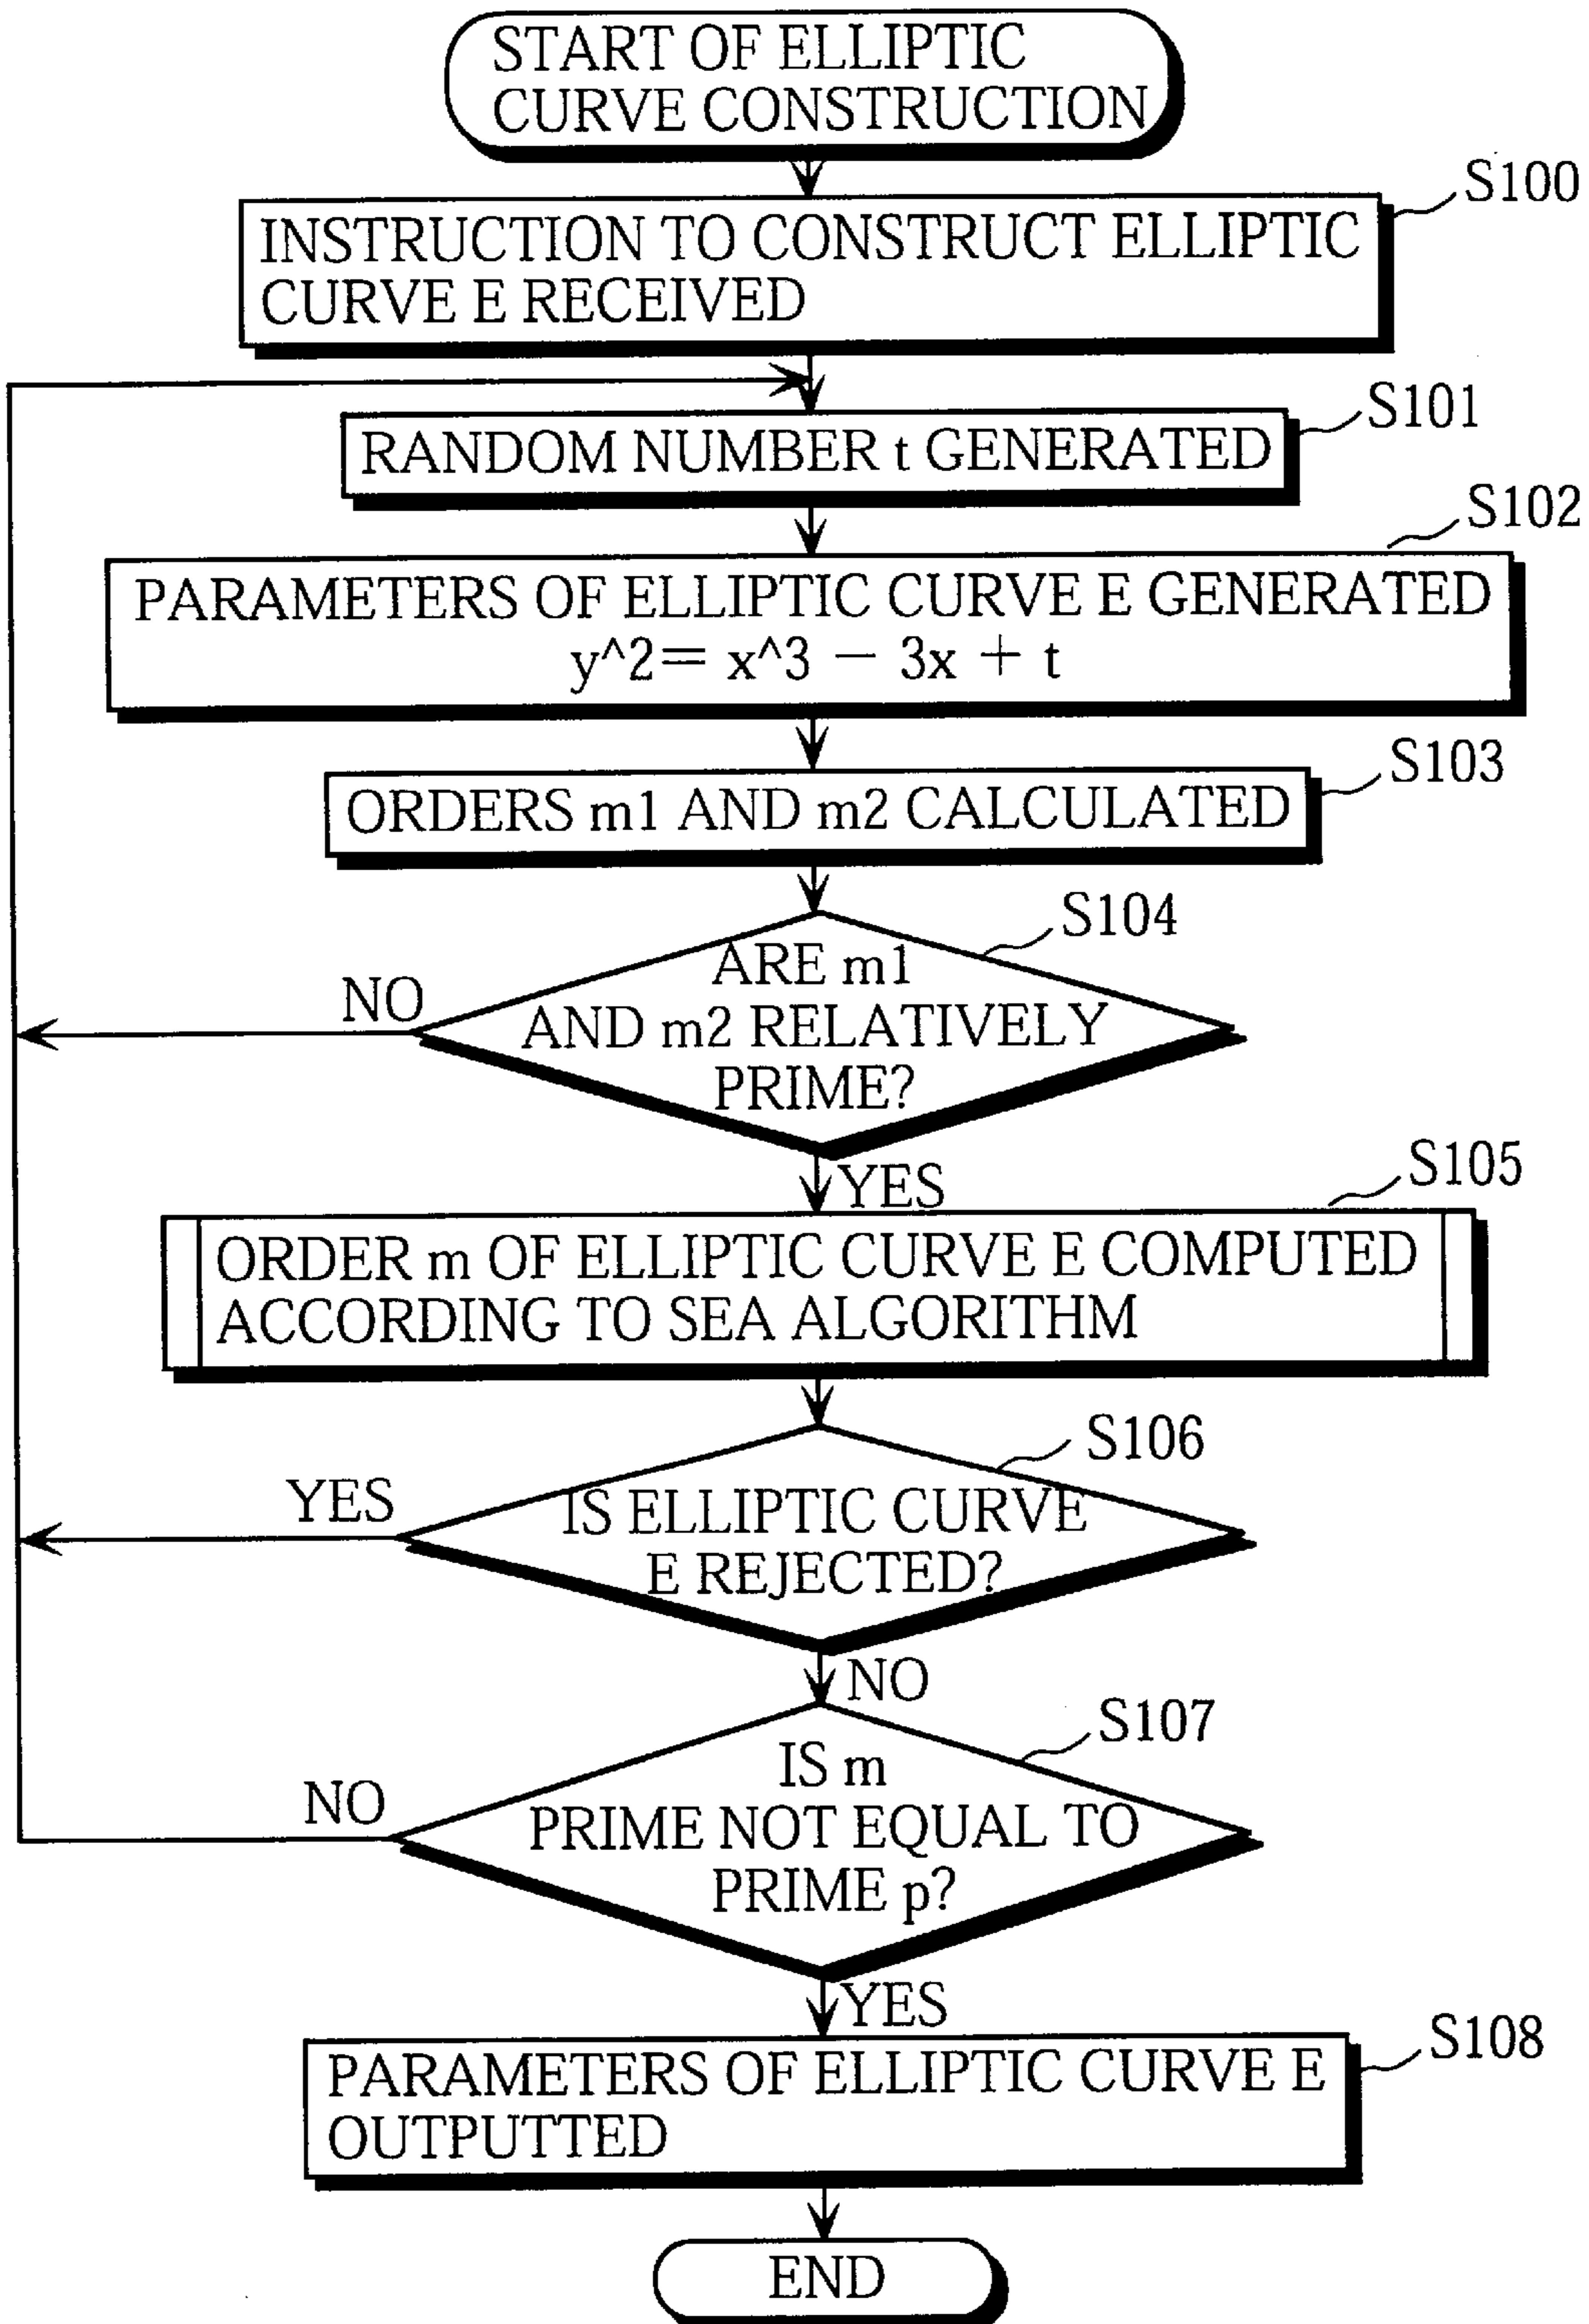 START OF ELLIPTIC
CURVE CONSTRUCTION
S100
INSTRUCTION TO CONSTRUCT ELLIPTIC
CURVE E RECEIVED
S101
RANDOM NUMBER t GENERATED
S102
PARAMETERS OF ELLIPTIC CURVE E GENERATED
y^2= x^3 − 3x + t
S103
ORDERS m1 AND m2 CALCULATED
S104
ARE m1
AND m2 RELATIVELY
PRIME?
NO
YES
S105
ORDER m OF ELLIPTIC CURVE E COMPUTED
ACCORDING TO SEA ALGORITHM
S106
YES
IS ELLIPTIC CURVE
E REJECTED?
NO
S107
IS m
PRIME NOT EQUAL TO
PRIME p?
NO
YES
S108
PARAMETERS OF ELLIPTIC CURVE E
OUTPUTTED
END